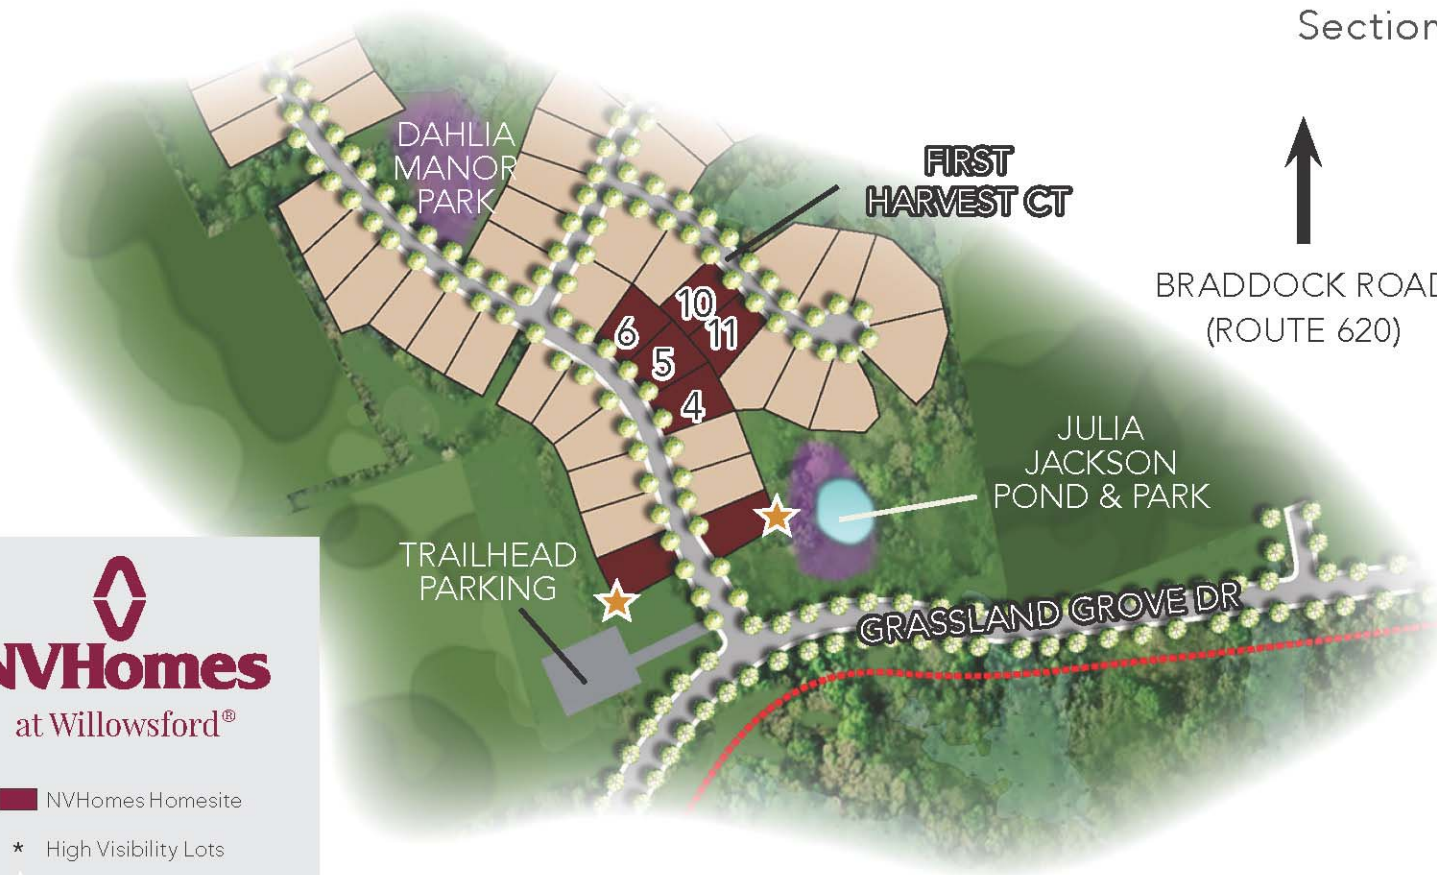 Section
DAHLIA
MANOR
PARK
FIRST
HARVEST CT
BRADDOCK ROAD
(ROUTE 620)
10
11
6
5
4
JULIA
JACKSON
POND & PARK
TRAILHEAD
PARKING
GRASSLAND GROVE DR
NVHomes
at Willowsford®
NVHomes Homesite
* High Visibility Lots